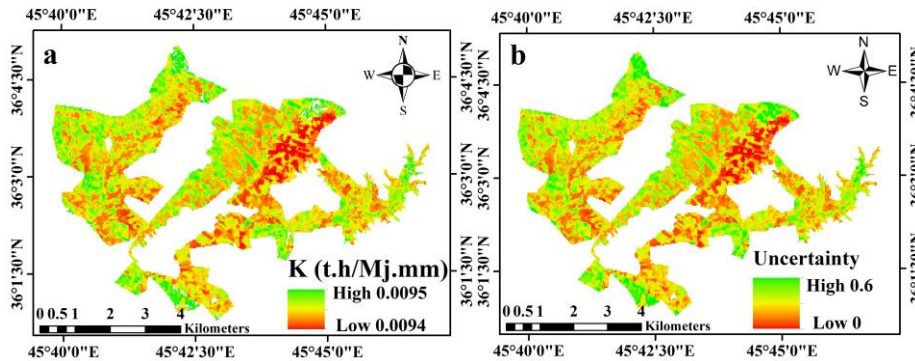 45°40'0"E 45°42'30"E 45°45'0"E
a
N
W E
S
36°4'30"N
36°3'0"N
36°1'30"N
K (t.h/Mj.mm)
High 0.0095
Low 0.0094
0 0.5 1 2 3 4
Kilometers
45°40'0"E 45°42'30"E 45°45'0"E
45°40'0"E 45°42'30"E 45°45'0"E
b
N
W E
S
36°4'30"N
36°3'0"N
36°1'30"N
Uncertainty
High 0.6
Low 0
0 0.5 1 2 3 4
Kilometers
45°40'0"E 45°42'30"E 45°45'0"E